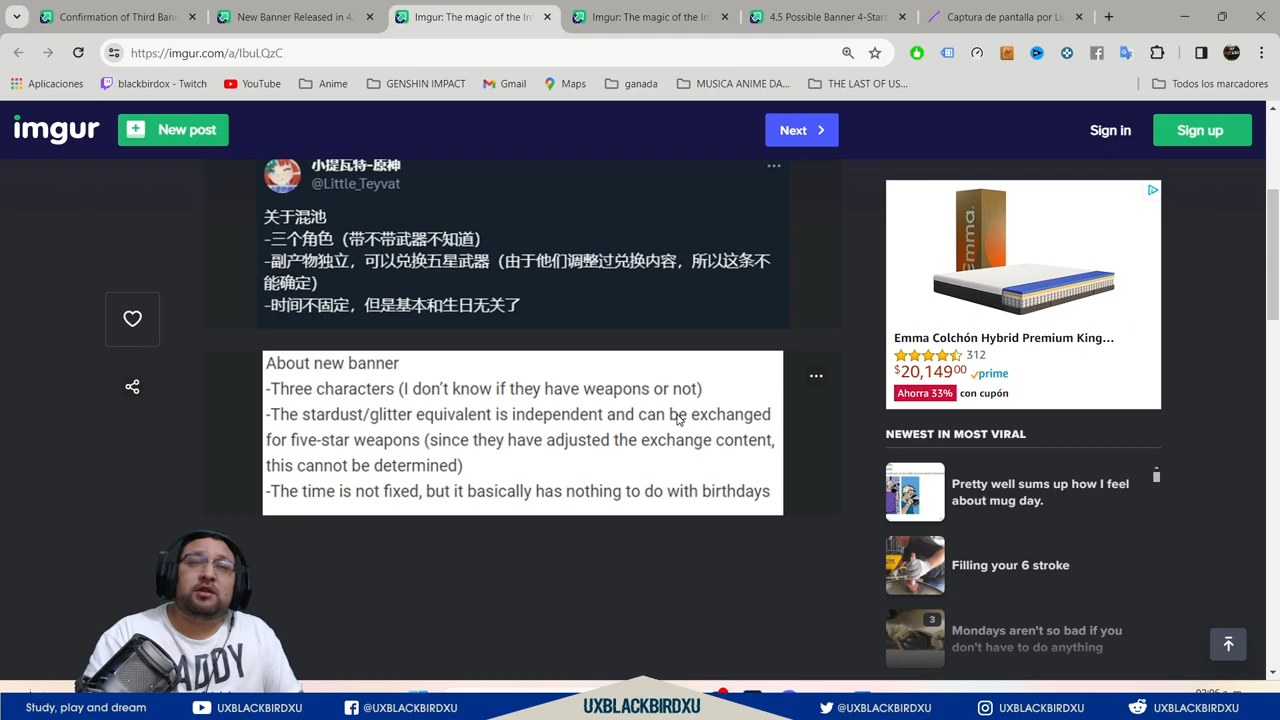 Confirmation of Third Ban
New Banner Released in 4.
Imgur: The magic of the In
Imgur: The magic of the In
4.5 Possible Banner 4-Stars
Captura de pantalla por Li
https://imgur.com/a/IbuLQzC
Aplicaciones
blackbirdox - Twitch
YouTube
Anime
GENSHIN IMPACT
Gmail
Maps
ganada
MUSICA ANIME DA...
THE LAST OF US...
Todos los marcadores
imgur
New post
Next
Sign in
Sign up
小提瓦特-原神
@Little_Teyvat
关于混池
-三个角色（带不带武器不知道）
-副产物独立，可以兑换五星武器（由于他们调整过兑换内容，所以这条不
能确定）
-时间不固定，但是基本和生日无关了
About new banner
-Three characters (I don't know if they have weapons or not)
-The stardust/glitter equivalent is independent and can be exchanged
for five-star weapons (since they have adjusted the exchange content,
this cannot be determined)
-The time is not fixed, but it basically has nothing to do with birthdays
emma
Emma Colchón Hybrid Premium King...
312
$20,149.00 prime
Ahorra 33% con cupón
NEWEST IN MOST VIRAL
Pretty well sums up how I feel
about mug day.
Filling your 6 stroke
3
Mondays aren't so bad if you
don't have to do anything
DADDY
Study, play and dream
UXBLACKBIRDXU
@UXBLACKBIRDXU
UXBLACKBIRDXU
@UXBLACKBIRDXU
UXBLACKBIRDXU
UXBLACKBIRDXU